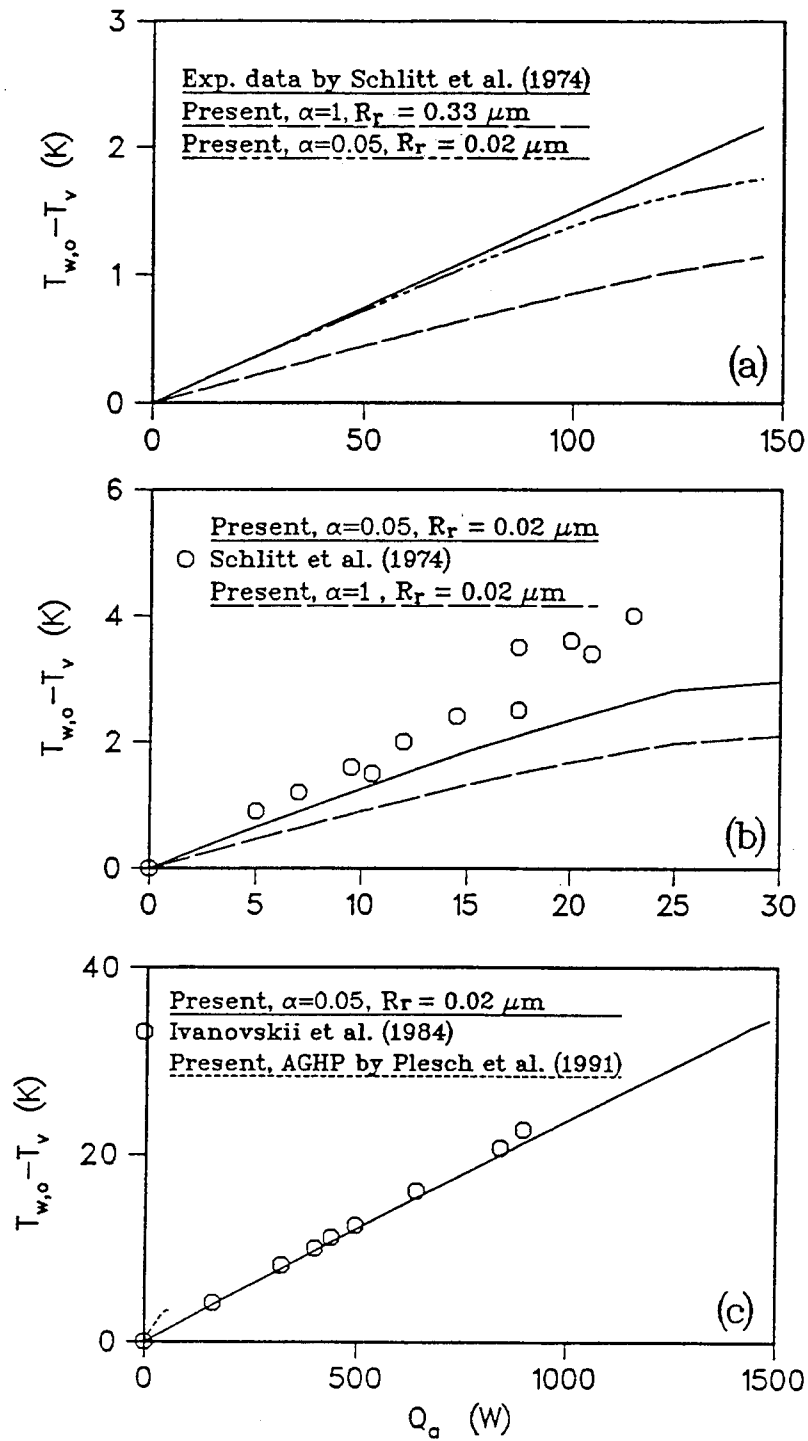 3
Exp. data by Schlitt et al. (1974)
Present, α=1, Rr = 0.33 μm
Present, α=0.05, Rr = 0.02 μm
2
Tw,o−Tv (K)
1
(a)
0
0 50 100 150
6
Present, α=0.05, Rr = 0.02 μm
Schlitt et al. (1974)
Present, α=1 , Rr = 0.02 μm
4
Tw,o−Tv (K)
2
(b)
0
0 5 10 15 20 25 30
40
Present, α=0.05, Rr = 0.02 μm
Ivanovskii et al. (1984)
Present, AGHP by Plesch et al. (1991)
Tw,o−Tv (K)
20
(c)
0
0 500 1000 1500
Qa (W)